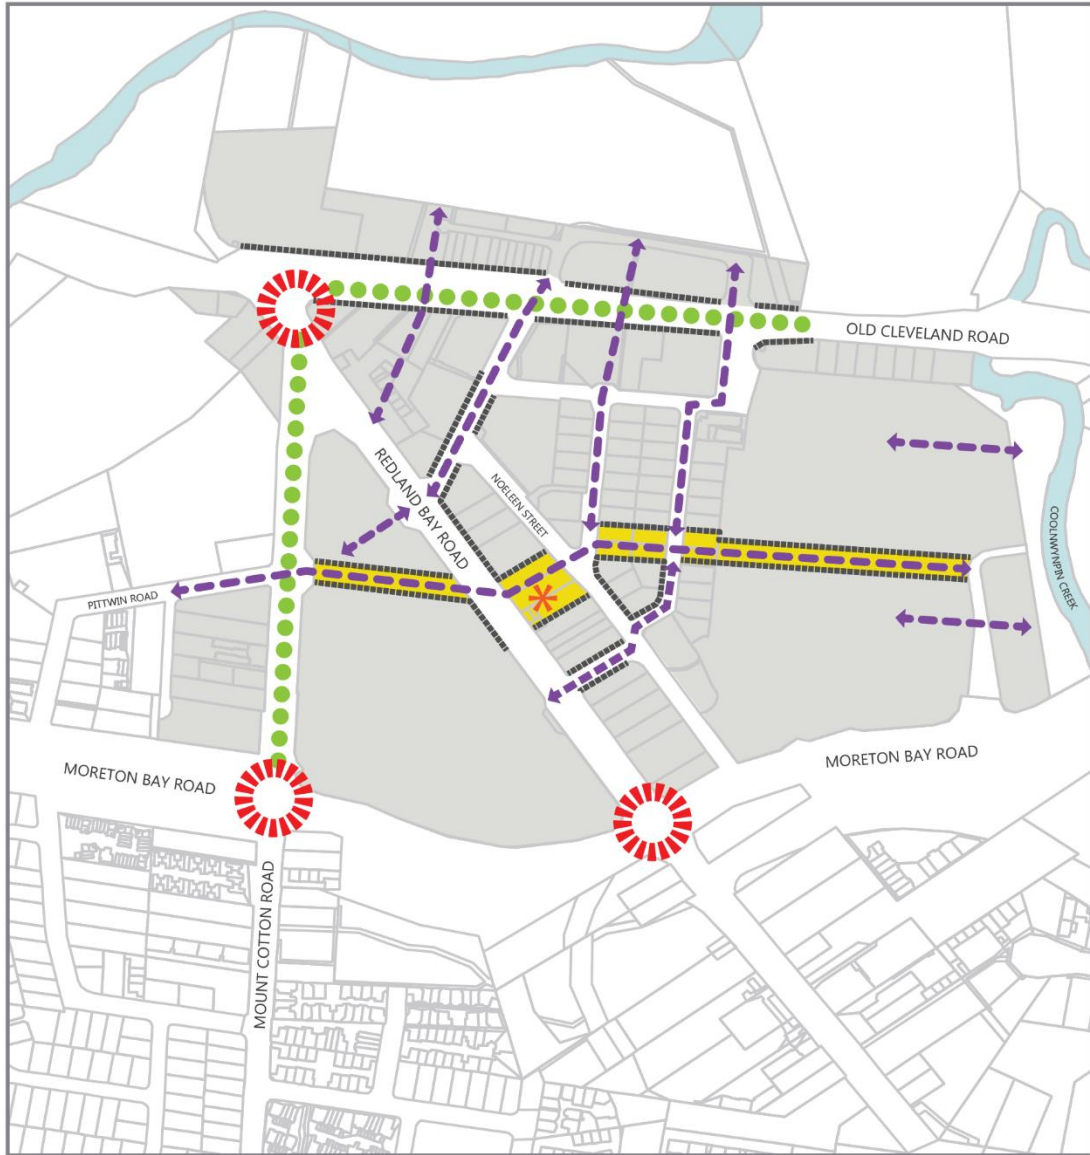 OLD CLEVELAND ROAD
REDLAND BAY ROAD
NOELEEN STREET
COOLNWYNPIN CREEK
PITTWIN ROAD
MORETON BAY ROAD
MORETON BAY ROAD
MOUNT COTTON ROAD